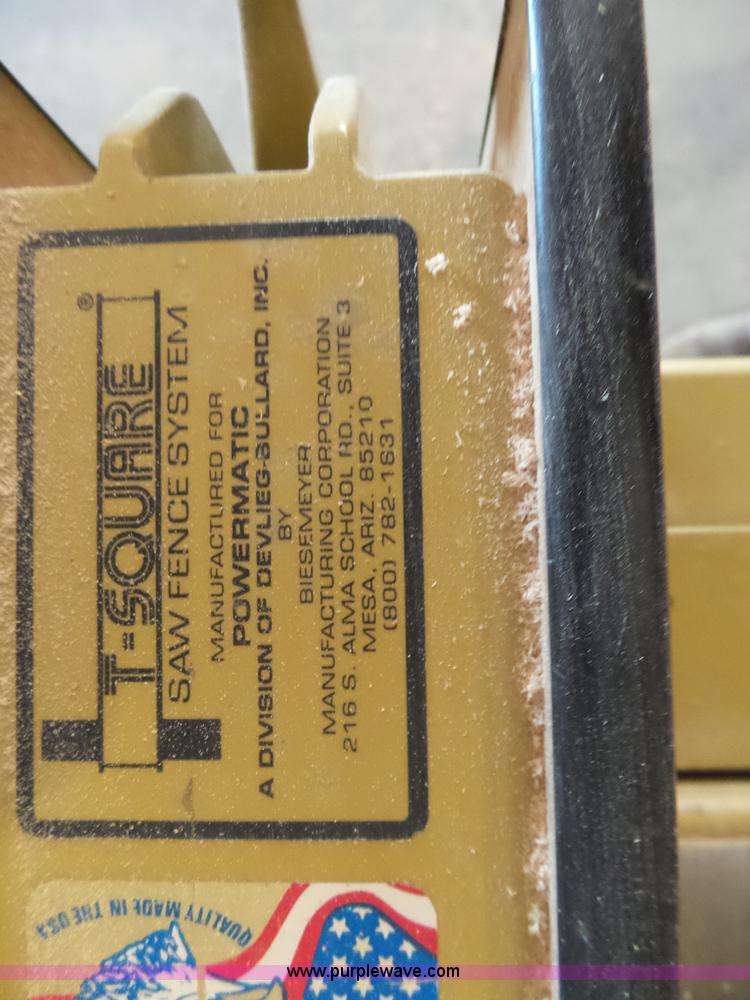 T-SQUARE®
SAW FENCE SYSTEM
MANUFACTURED FOR
POWERMATIC
A DIVISION OF DEVLIEG-BULLARD, INC.
BY
BIESEMEYER
MANUFACTURING CORPORATION
216 S. ALMA SCHOOL RD., SUITE 3
MESA, ARIZ. 85210
(800) 782-1831
QUALITY MADE IN THE USA
www.purplewave.com